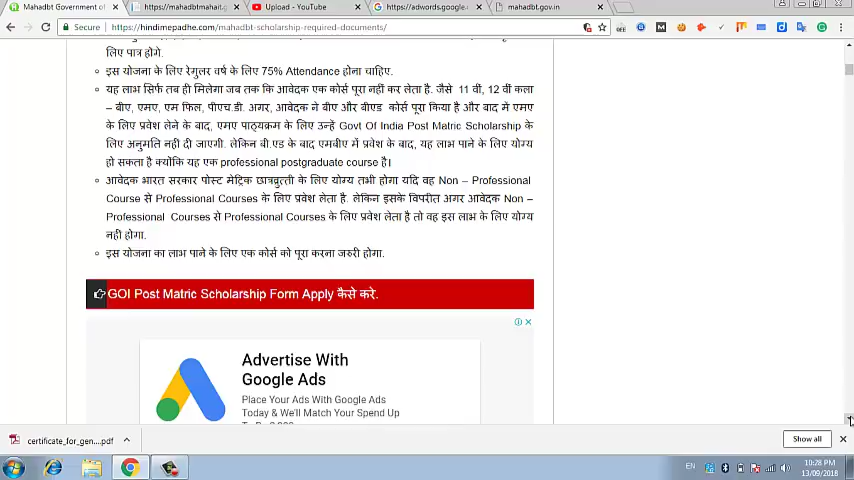 Mahadbt Government of
https://mahadbtmahait.g
Upload - YouTube
https://adwords.google.
mahadbt.gov.in
Secure
https://hindimepadhe.com/mahadbt-scholarship-required-documents/
लिए पात्र होगे.
इस योजना के लिए रेगुलर वर्ष के लिए 75% Attendance होना चाहिए.
यह लाभ सिर्फ तब ही मिलेगा जब तक कि आवेदक एक कोर्स पूरा नहीं कर लेता है. जैसे 11 वीं, 12 वीं कला
– बीए, एमए, एम फिल, पीएच.डी. अगर, आवेदक ने बीए और बीएड कोर्स पूरा किया है और बाद में एमए
के लिए प्रवेश लेने के बाद, एमए पाठ्यक्रम के लिए उन्हें Govt Of India Post Matric Scholarship के
लिए अनुमति नहीं दी जाएगी. लेकिन बी.एड के बाद एमबीए में प्रवेश के बाद, यह लाभ पाने के लिए योग्य
हो सकता है क्योंकि यह एक professional postgraduate course है।
आवेदक भारत सरकार पोस्ट मेट्रिक छात्रवृत्ती के लिए योग्य तभी होगा यदि वह Non – Professional
Course से Professional Courses के लिए प्रवेश लेता है. लेकिन इसके विपरीत अगर आवेदक Non –
Professional Courses से Professional Courses के लिए प्रवेश लेता है तो वह इस लाभ के लिए योग्य
नही होगा.
इस योजना का लाभ पाने के लिए एक कोर्स को पूरा करना जरुरी होगा.
GOI Post Matric Scholarship Form Apply कैसे करे.
Advertise With
Google Ads
Place Your Ads With Google Ads
Today & We'll Match Your Spend Up
certificate_for_gen....pdf
Show all
EN
10:28 PM
13/09/2018